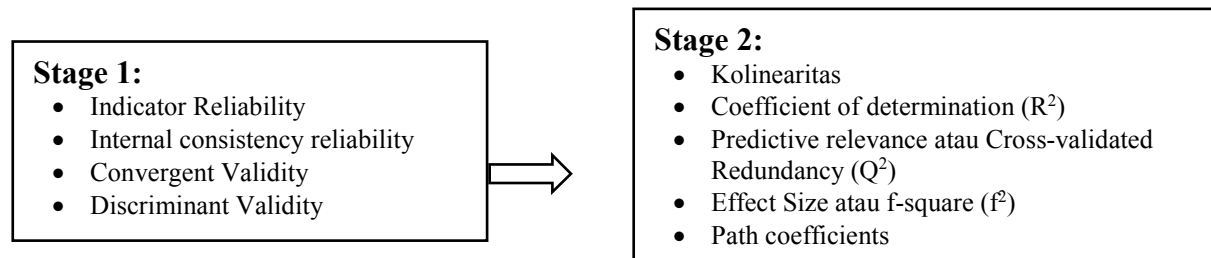 Stage 1:
• Indicator Reliability
• Internal consistency reliability
• Convergent Validity
• Discriminant Validity
Stage 2:
• Kolinearitas
• Coefficient of determination (R²)
• Predictive relevance atau Cross-validated
Redundancy (Q²)
• Effect Size atau f-square (f²)
• Path coefficients